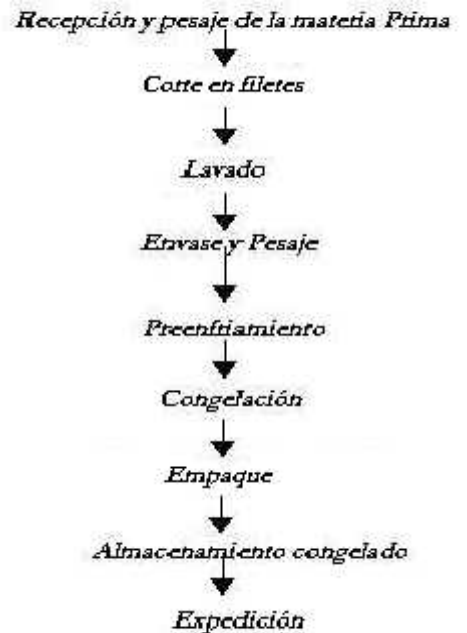 Recepción y pesaje de la materia Prima
Corte en filetes
Lavado
Envase y Pesaje
Preenfriamiento
Congelación
Empaque
Almacenamiento congelado
Expedición